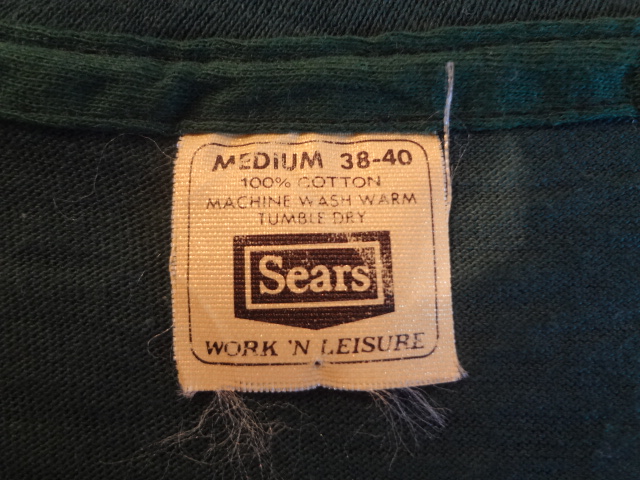 MEDIUM 38-40
100% COTTON
MACHINE WASH WARM
TUMBLE DRY
Sears
WORK 'N LEISURE